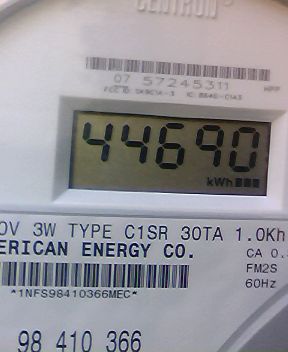 CENTRON
07 57245311
44690
kWh
0V 3W TYPE C1SR 30TA 1.0Kh
ERICAN ENERGY CO.
CA 0.
FM2S
*1NFS98410366MEC*
60Hz
98 410 366